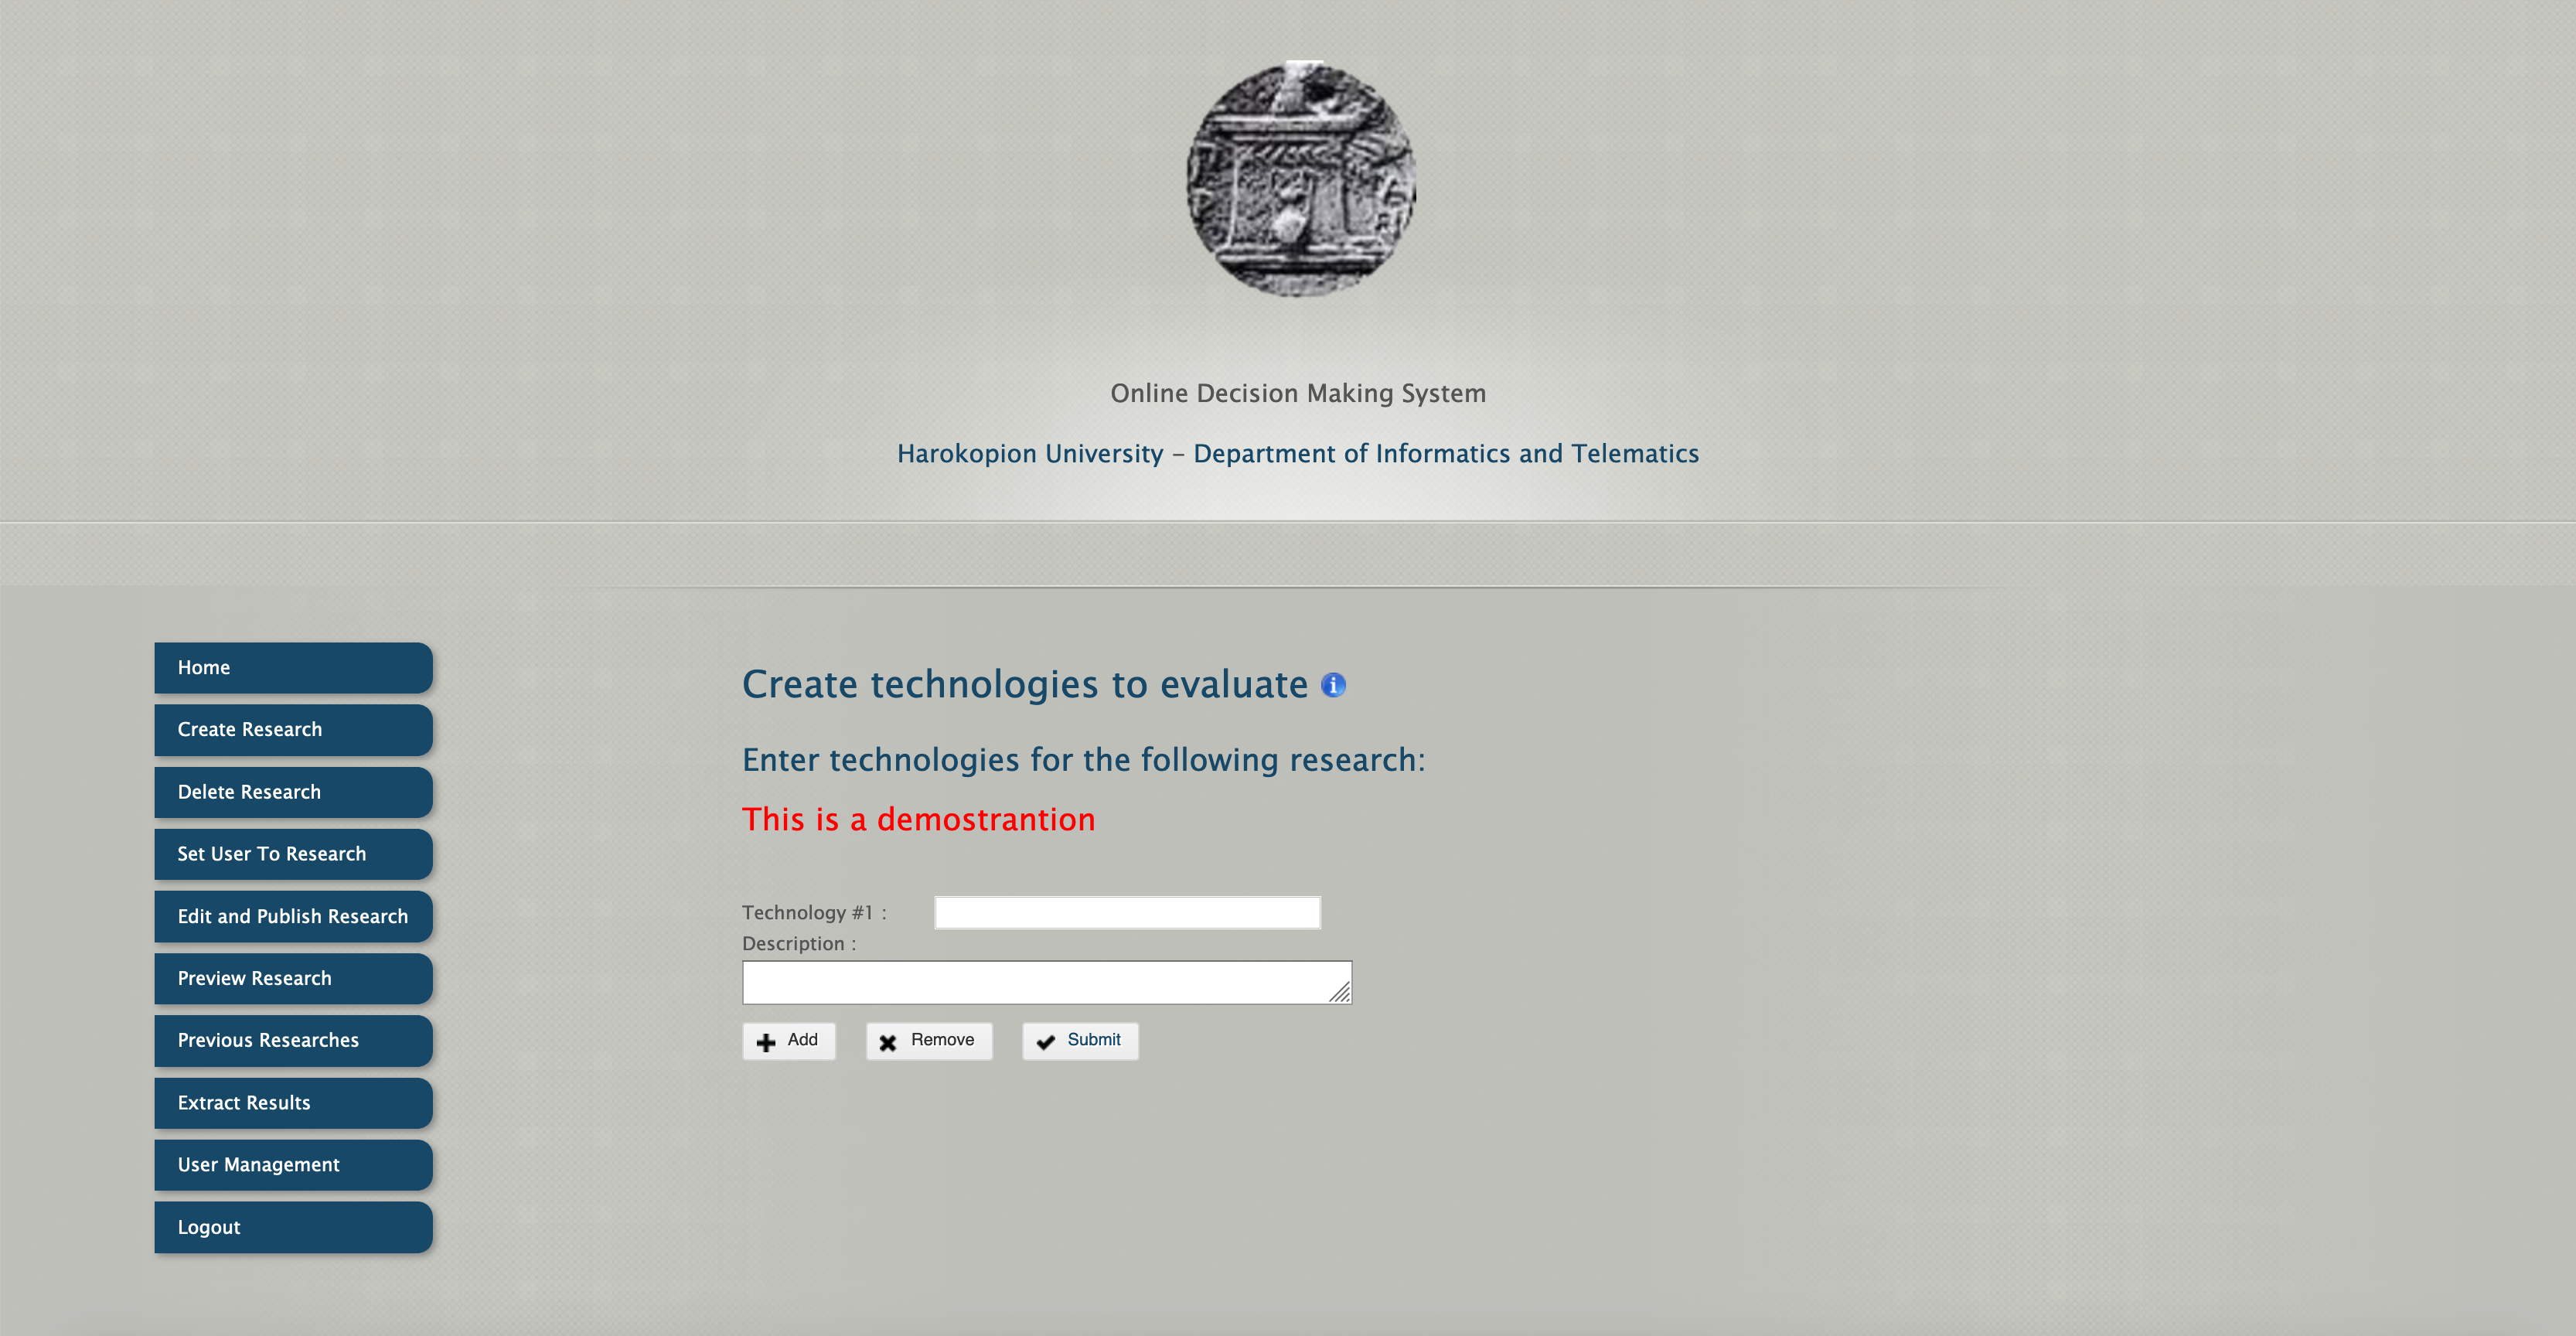 Online Decision Making System
Harokopion University – Department of Informatics and Telematics
Home
Create Research
Delete Research
Set User To Research
Edit and Publish Research
Preview Research
Previous Researches
Extract Results
User Management
Logout
Create technologies to evaluate
Enter technologies for the following research:
This is a demostrantion
Technology #1 :
Description :
Add Remove Submit